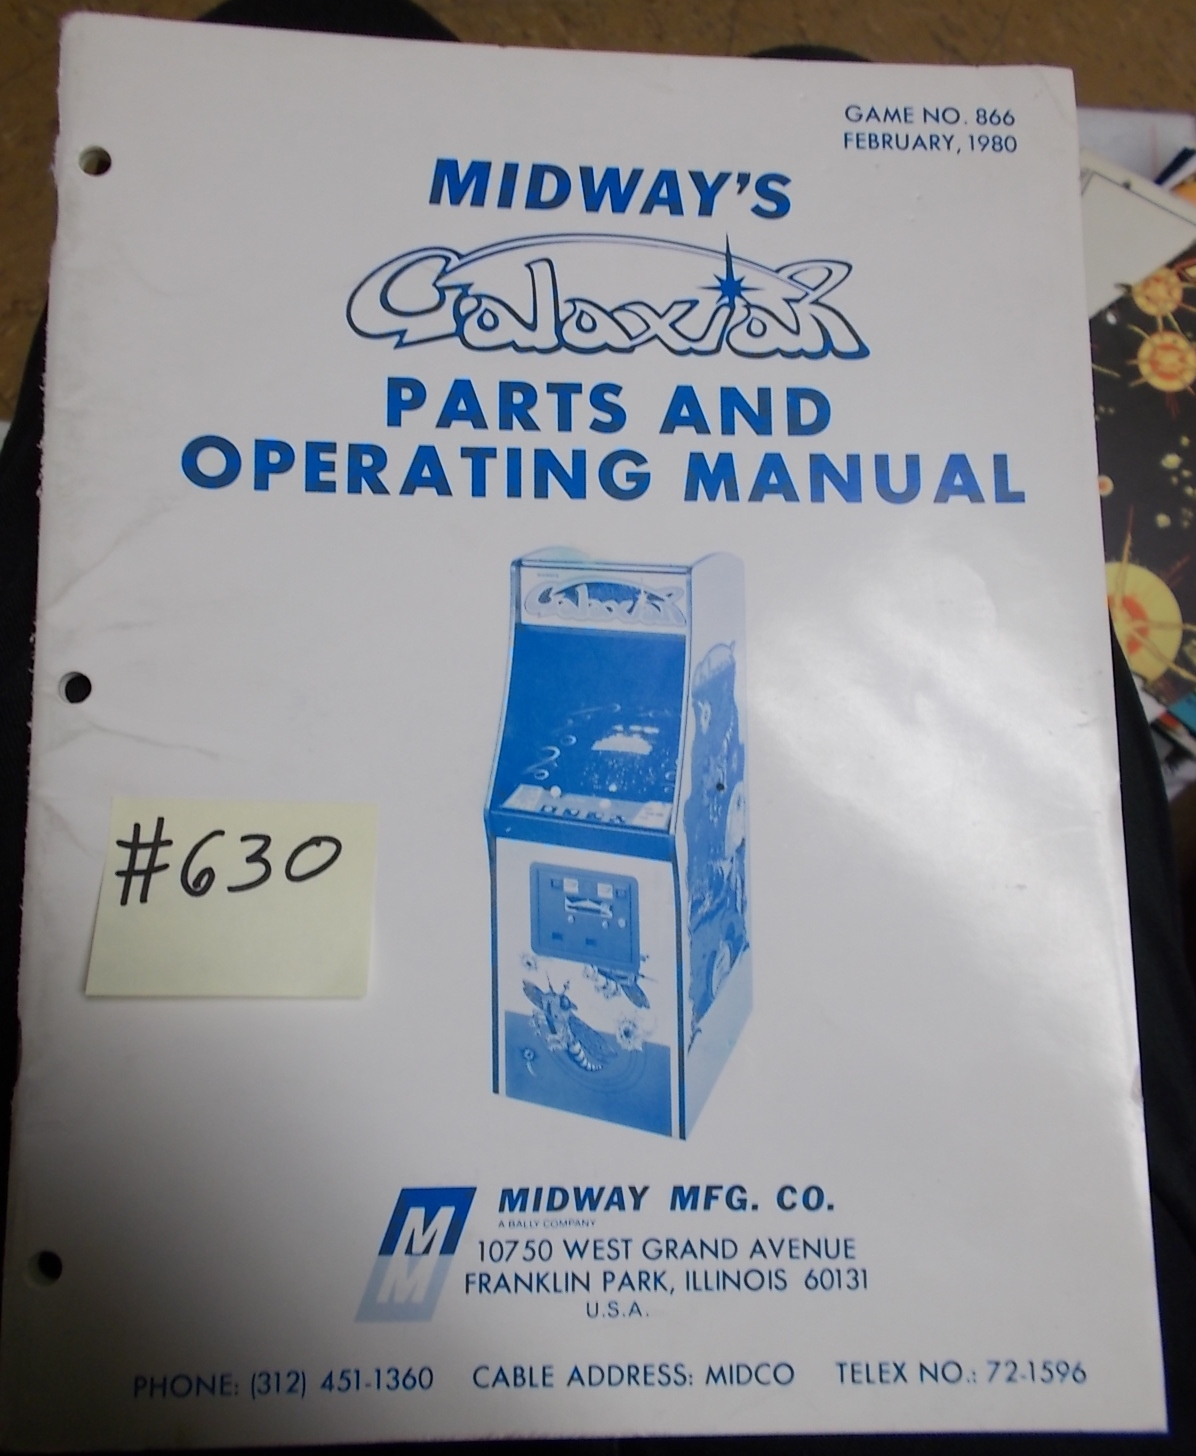 GAME NO. 866
FEBRUARY, 1980
MIDWAY'S
Galaxian
PARTS AND
OPERATING MANUAL
Galaxian
#630
M
M
MIDWAY MFG. CO.
A BALLY COMPANY
10750 WEST GRAND AVENUE
FRANKLIN PARK, ILLINOIS 60131
U.S.A.
PHONE: (312) 451-1360 CABLE ADDRESS: MIDCO TELEX NO.: 72-1596